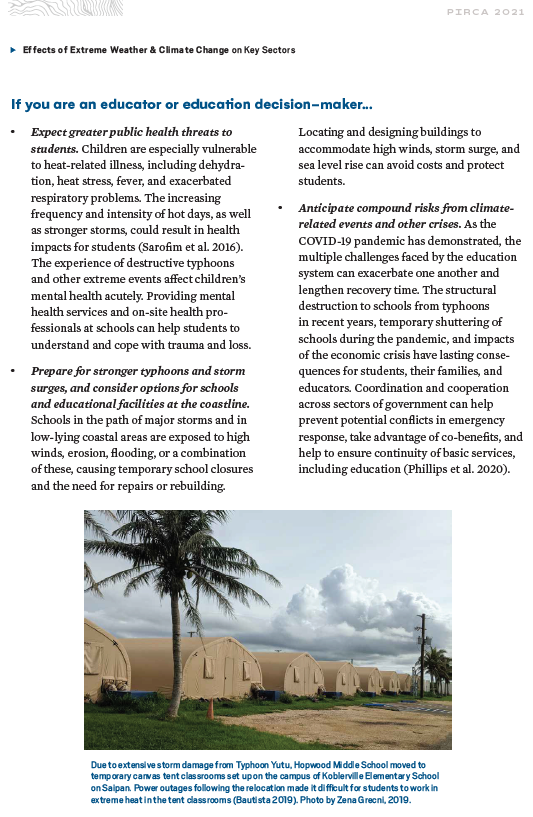 PIRCA 2021
Effects of Extreme Weather & Climate Change on Key Sectors
If you are an educator or education decision–maker...
• Expect greater public health threats to
students. Children are especially vulnerable
to heat-related illness, including dehydra-
tion, heat stress, fever, and exacerbated
respiratory problems. The increasing
frequency and intensity of hot days, as well
as stronger storms, could result in health
impacts for students (Sarofim et al. 2016).
The experience of destructive typhoons
and other extreme events affect children's
mental health acutely. Providing mental
health services and on-site health pro-
fessionals at schools can help students to
understand and cope with trauma and loss.
• Prepare for stronger typhoons and storm
surges, and consider options for schools
and educational facilities at the coastline.
Schools in the path of major storms and in
low-lying coastal areas are exposed to high
winds, erosion, flooding, or a combination
of these, causing temporary school closures
and the need for repairs or rebuilding.
Locating and designing buildings to
accommodate high winds, storm surge, and
sea level rise can avoid costs and protect
students.
• Anticipate compound risks from climate-
related events and other crises. As the
COVID-19 pandemic has demonstrated, the
multiple challenges faced by the education
system can exacerbate one another and
lengthen recovery time. The structural
destruction to schools from typhoons
in recent years, temporary shuttering of
schools during the pandemic, and impacts
of the economic crisis have lasting conse-
quences for students, their families, and
educators. Coordination and cooperation
across sectors of government can help
prevent potential conflicts in emergency
response, take advantage of co-benefits, and
help to ensure continuity of basic services,
including education (Phillips et al. 2020).
Due to extensive storm damage from Typhoon Yutu, Hopwood Middle School moved to
temporary canvas tent classrooms set up on the campus of Koblerville Elementary School
on Saipan. Power outages following the relocation made it difficult for students to work in
extreme heat in the tent classrooms (Bautista 2019). Photo by Zena Grecni, 2019.